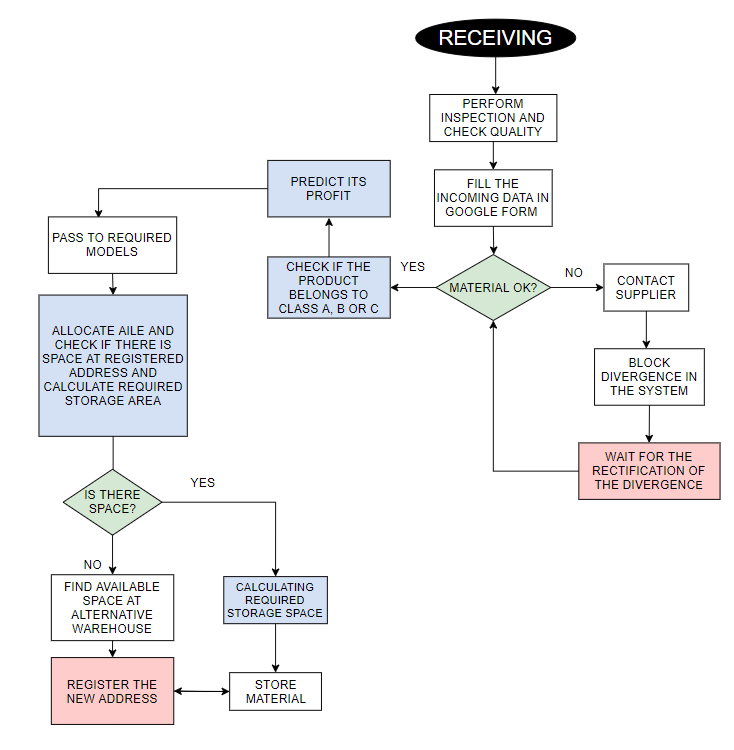 RECEIVING
PERFORM
INSPECTION AND
CHECK QUALITY
FILL THE
INCOMING DATA IN
GOOGLE FORM
MATERIAL OK?
NO
CONTACT
SUPPLIER
BLOCK
DIVERGENCE IN
THE SYSTEM
WAIT FOR THE
RECTIFICATION OF
THE DIVERGENCE
YES
CHECK IF THE
PRODUCT
BELONGS TO
CLASS A, B OR C
PREDICT ITS
PROFIT
PASS TO REQUIRED
MODELS
ALLOCATE AILE AND
CHECK IF THERE IS
SPACE AT REGISTERED
ADDRESS AND
CALCULATE REQUIRED
STORAGE AREA
IS THERE
SPACE?
YES
CALCULATING
REQUIRED
STORAGE SPACE
STORE
MATERIAL
NO
FIND AVAILABLE
SPACE AT
ALTERNATIVE
WAREHOUSE
REGISTER THE
NEW ADDRESS